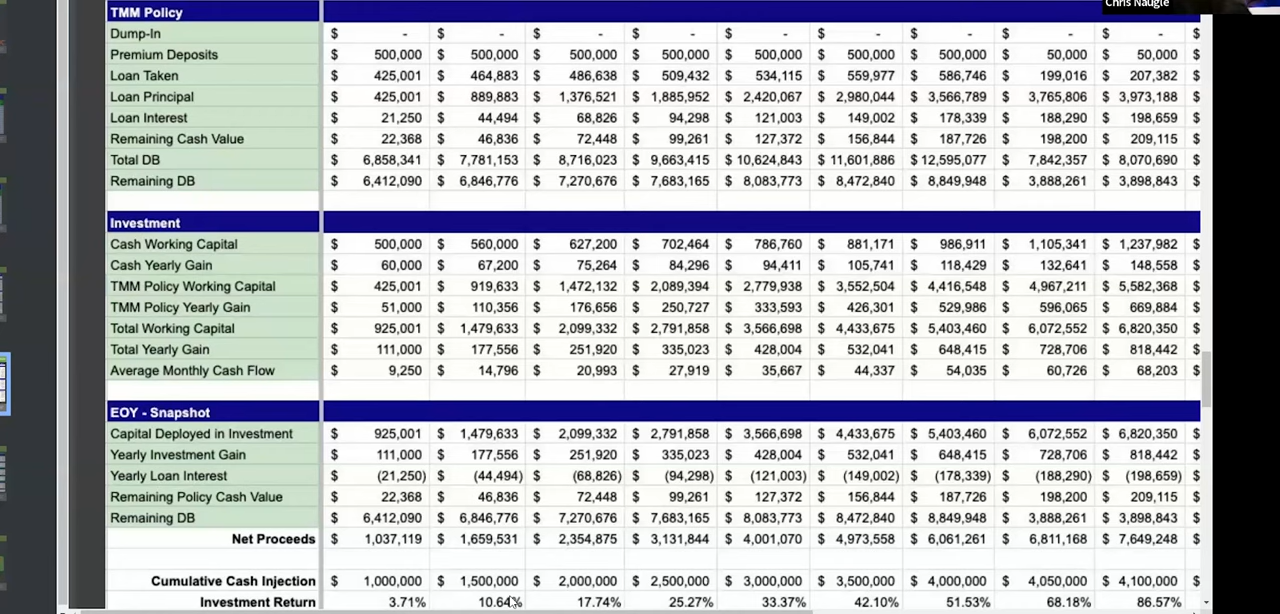 Chris Naugle
TMM Policy
Dump-In $ - $ - $ - $ - $ - $ - $ - $ - $ - $
Premium Deposits $ 500,000 $ 500,000 $ 500,000 $ 500,000 $ 500,000 $ 500,000 $ 500,000 $ 50,000 $ 50,000 $
Loan Taken $ 425,001 $ 464,883 $ 486,638 $ 509,432 $ 534,115 $ 559,977 $ 586,746 $ 199,016 $ 207,382 $
Loan Principal $ 425,001 $ 889,883 $ 1,376,521 $ 1,885,952 $ 2,420,067 $ 2,980,044 $ 3,566,789 $ 3,765,806 $ 3,973,188 $
Loan Interest $ 21,250 $ 44,494 $ 68,826 $ 94,298 $ 121,003 $ 149,002 $ 178,339 $ 188,290 $ 198,659 $
Remaining Cash Value $ 22,368 $ 46,836 $ 72,448 $ 99,261 $ 127,372 $ 156,844 $ 187,726 $ 198,200 $ 209,115 $
Total DB $ 6,858,341 $ 7,781,153 $ 8,716,023 $ 9,663,415 $ 10,624,843 $ 11,601,886 $ 12,595,077 $ 7,842,357 $ 8,070,690 $
Remaining DB $ 6,412,090 $ 6,846,776 $ 7,270,676 $ 7,683,165 $ 8,083,773 $ 8,472,840 $ 8,849,948 $ 3,888,261 $ 3,898,843 $
Investment
Cash Working Capital $ 500,000 $ 560,000 $ 627,200 $ 702,464 $ 786,760 $ 881,171 $ 986,911 $ 1,105,341 $ 1,237,982 $
Cash Yearly Gain $ 60,000 $ 67,200 $ 75,264 $ 84,296 $ 94,411 $ 105,741 $ 118,429 $ 132,641 $ 148,558 $
TMM Policy Working Capital $ 425,001 $ 919,633 $ 1,472,132 $ 2,089,394 $ 2,779,938 $ 3,552,504 $ 4,416,548 $ 4,967,211 $ 5,582,368 $
TMM Policy Yearly Gain $ 51,000 $ 110,356 $ 176,656 $ 250,727 $ 333,593 $ 426,301 $ 529,986 $ 596,065 $ 669,884 $
Total Working Capital $ 925,001 $ 1,479,633 $ 2,099,332 $ 2,791,858 $ 3,566,698 $ 4,433,675 $ 5,403,460 $ 6,072,552 $ 6,820,350 $
Total Yearly Gain $ 111,000 $ 177,556 $ 251,920 $ 335,023 $ 428,004 $ 532,041 $ 648,415 $ 728,706 $ 818,442 $
Average Monthly Cash Flow $ 9,250 $ 14,796 $ 20,993 $ 27,919 $ 35,667 $ 44,337 $ 54,035 $ 60,726 $ 68,203 $
EOY - Snapshot
Capital Deployed in Investment $ 925,001 $ 1,479,633 $ 2,099,332 $ 2,791,858 $ 3,566,698 $ 4,433,675 $ 5,403,460 $ 6,072,552 $ 6,820,350 $
Yearly Investment Gain $ 111,000 $ 177,556 $ 251,920 $ 335,023 $ 428,004 $ 532,041 $ 648,415 $ 728,706 $ 818,442 $
Yearly Loan Interest $ (21,250) $ (44,494) $ (68,826) $ (94,298) $ (121,003) $ (149,002) $ (178,339) $ (188,290) $ (198,659) $
Remaining Policy Cash Value $ 22,368 $ 46,836 $ 72,448 $ 99,261 $ 127,372 $ 156,844 $ 187,726 $ 198,200 $ 209,115 $
Remaining DB $ 6,412,090 $ 6,846,776 $ 7,270,676 $ 7,683,165 $ 8,083,773 $ 8,472,840 $ 8,849,948 $ 3,888,261 $ 3,898,843 $
Net Proceeds $ 1,037,119 $ 1,659,531 $ 2,354,875 $ 3,131,844 $ 4,001,070 $ 4,973,558 $ 6,061,261 $ 6,811,168 $ 7,649,248 $
Cumulative Cash Injection $ 1,000,000 $ 1,500,000 $ 2,000,000 $ 2,500,000 $ 3,000,000 $ 3,500,000 $ 4,000,000 $ 4,050,000 $ 4,100,000 $
Investment Return 3.71% 10.64% 17.74% 25.27% 33.37% 42.10% 51.53% 68.18% 86.57%